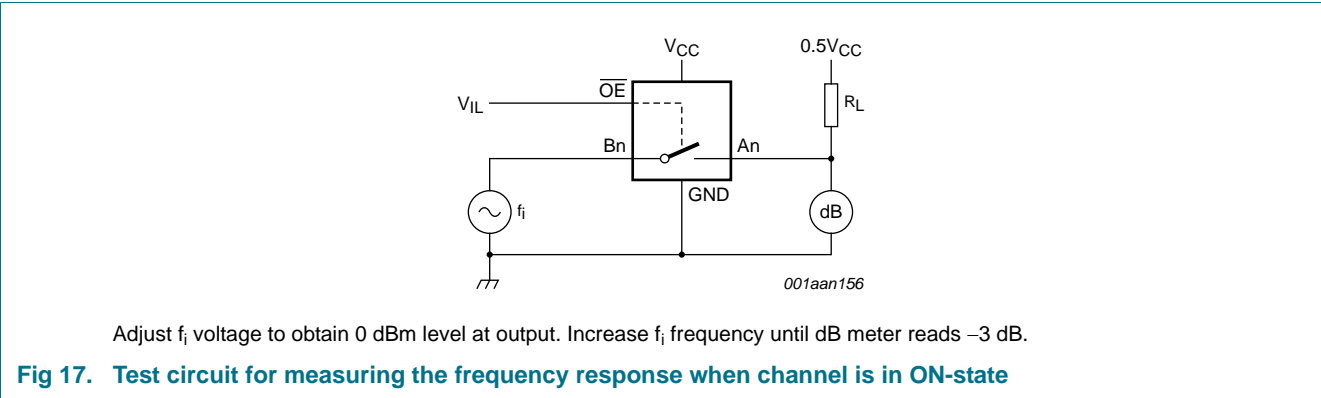 VCC
0.5VCC
OE
VIL
RL
Bn
An
GND
fi
dB
001aan156
Adjust fi voltage to obtain 0 dBm level at output. Increase fi frequency until dB meter reads −3 dB.
Fig 17. Test circuit for measuring the frequency response when channel is in ON-state